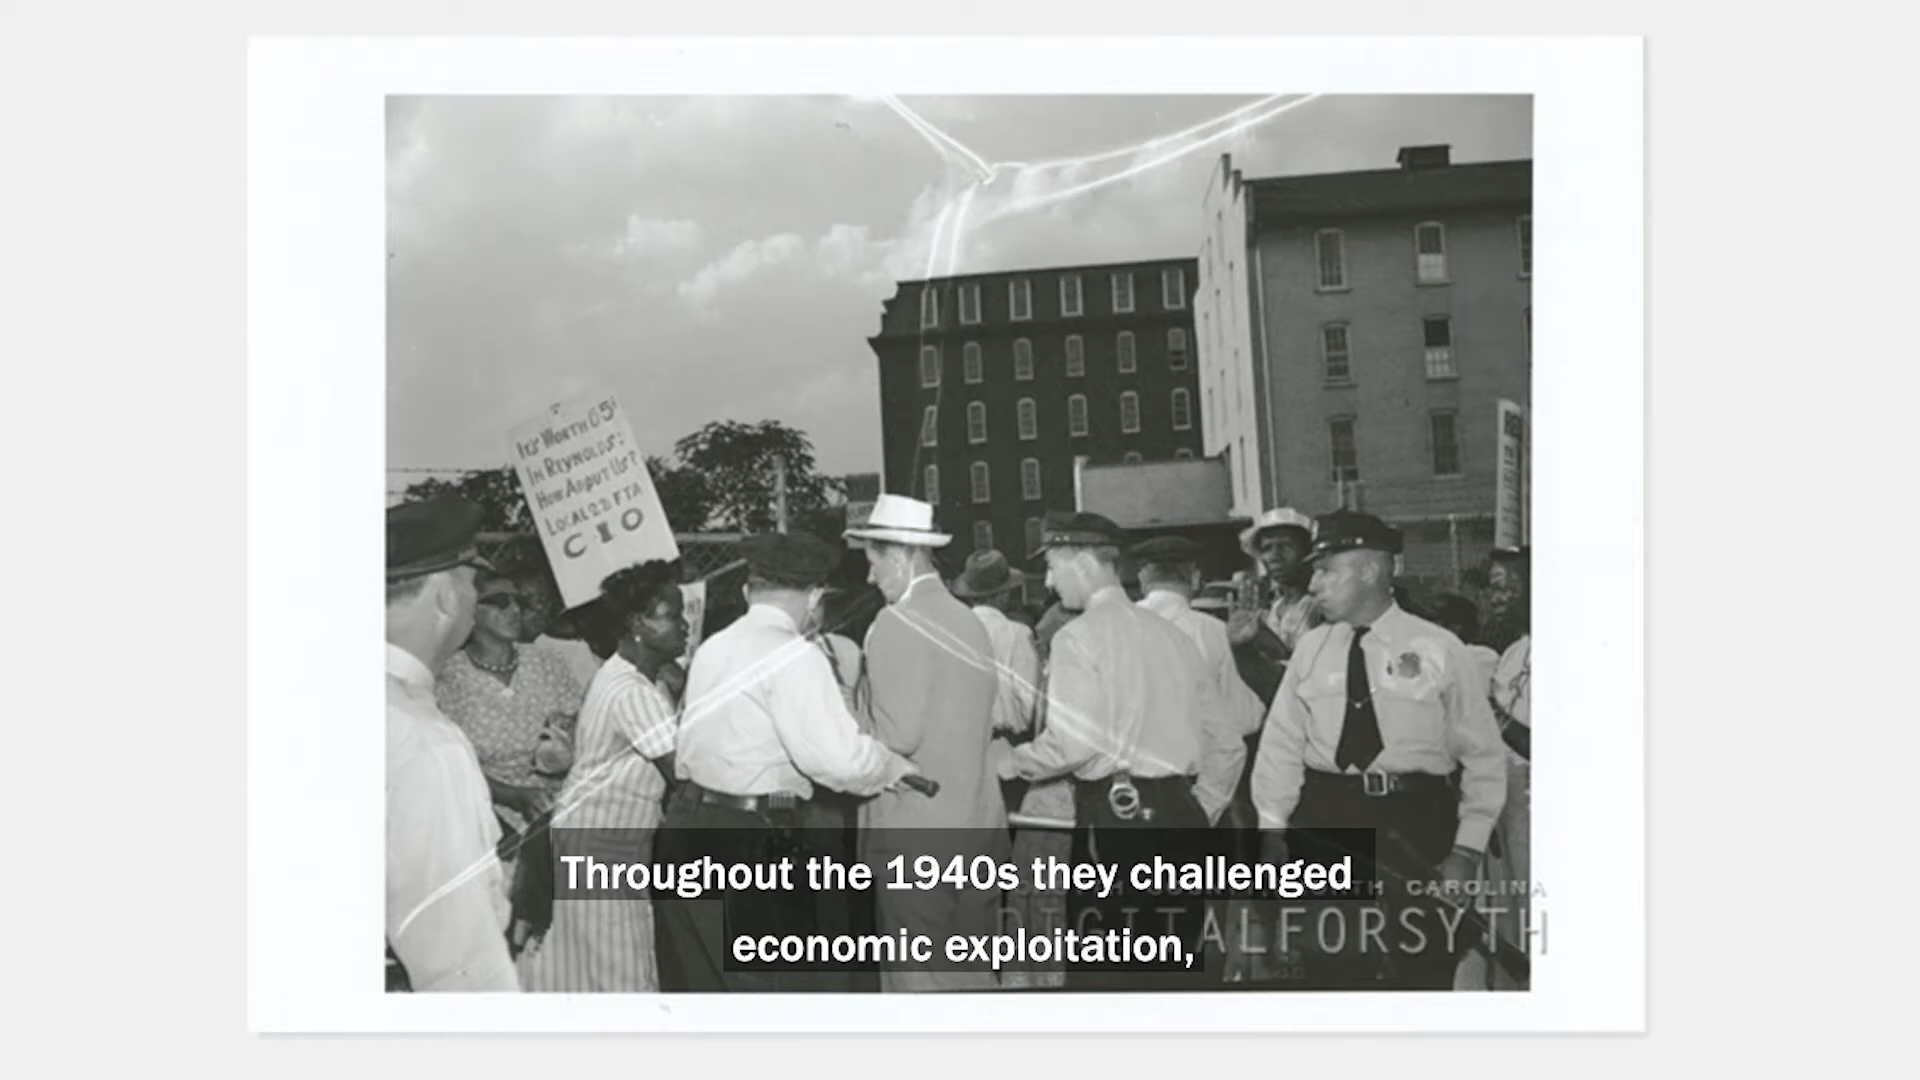 IT'S WORTH 65¢
IN REYNOLDS':
HOW ABOUT US?
LOCAL 22 FTA
C-I-O
Throughout the 1940s they challenged
economic exploitation,
NORTH CAROLINA
DIGITALFORSYTH